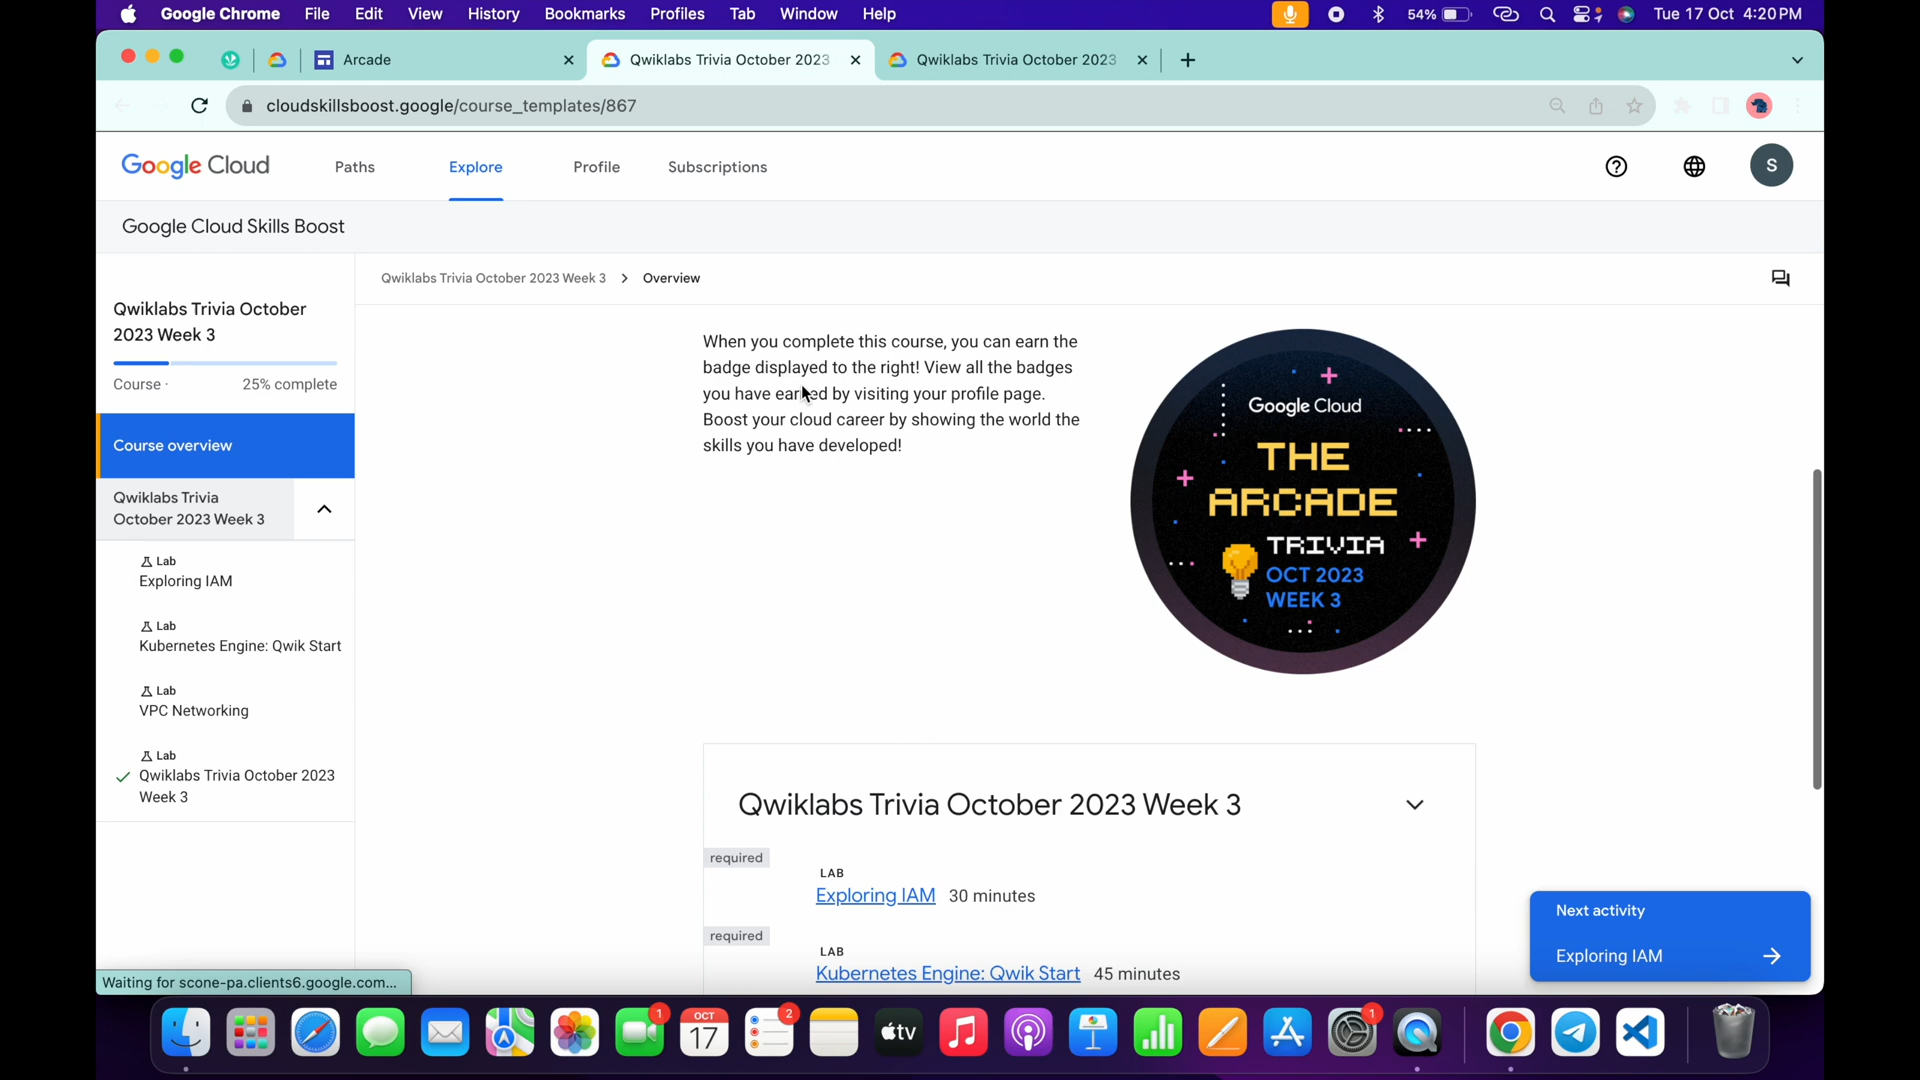 Google Chrome File Edit View History Bookmarks Profiles Tab Window Help 54% Tue 17 Oct 4:20 PM
Arcade Qwiklabs Trivia October 2023 Qwiklabs Trivia October 2023
cloudskillsboost.google/course_templates/867
Google Cloud Paths Explore Profile Subscriptions S
Google Cloud Skills Boost
Qwiklabs Trivia October 2023 Week 3 > Overview
Qwiklabs Trivia October
2023 Week 3
Course · 25% complete
Course overview
Qwiklabs Trivia
October 2023 Week 3
Lab
Exploring IAM
Lab
Kubernetes Engine: Qwik Start
Lab
VPC Networking
Lab
Qwiklabs Trivia October 2023
Week 3
When you complete this course, you can earn the
badge displayed to the right! View all the badges
you have earned by visiting your profile page.
Boost your cloud career by showing the world the
skills you have developed!
Google Cloud
THE
ARCADE
TRIVIA
OCT 2023
WEEK 3
Qwiklabs Trivia October 2023 Week 3
required
LAB
Exploring IAM 30 minutes
required
LAB
Kubernetes Engine: Qwik Start 45 minutes
Next activity
Exploring IAM
Waiting for scone-pa.clients6.google.com...
1 OCT 2 1
17 tv